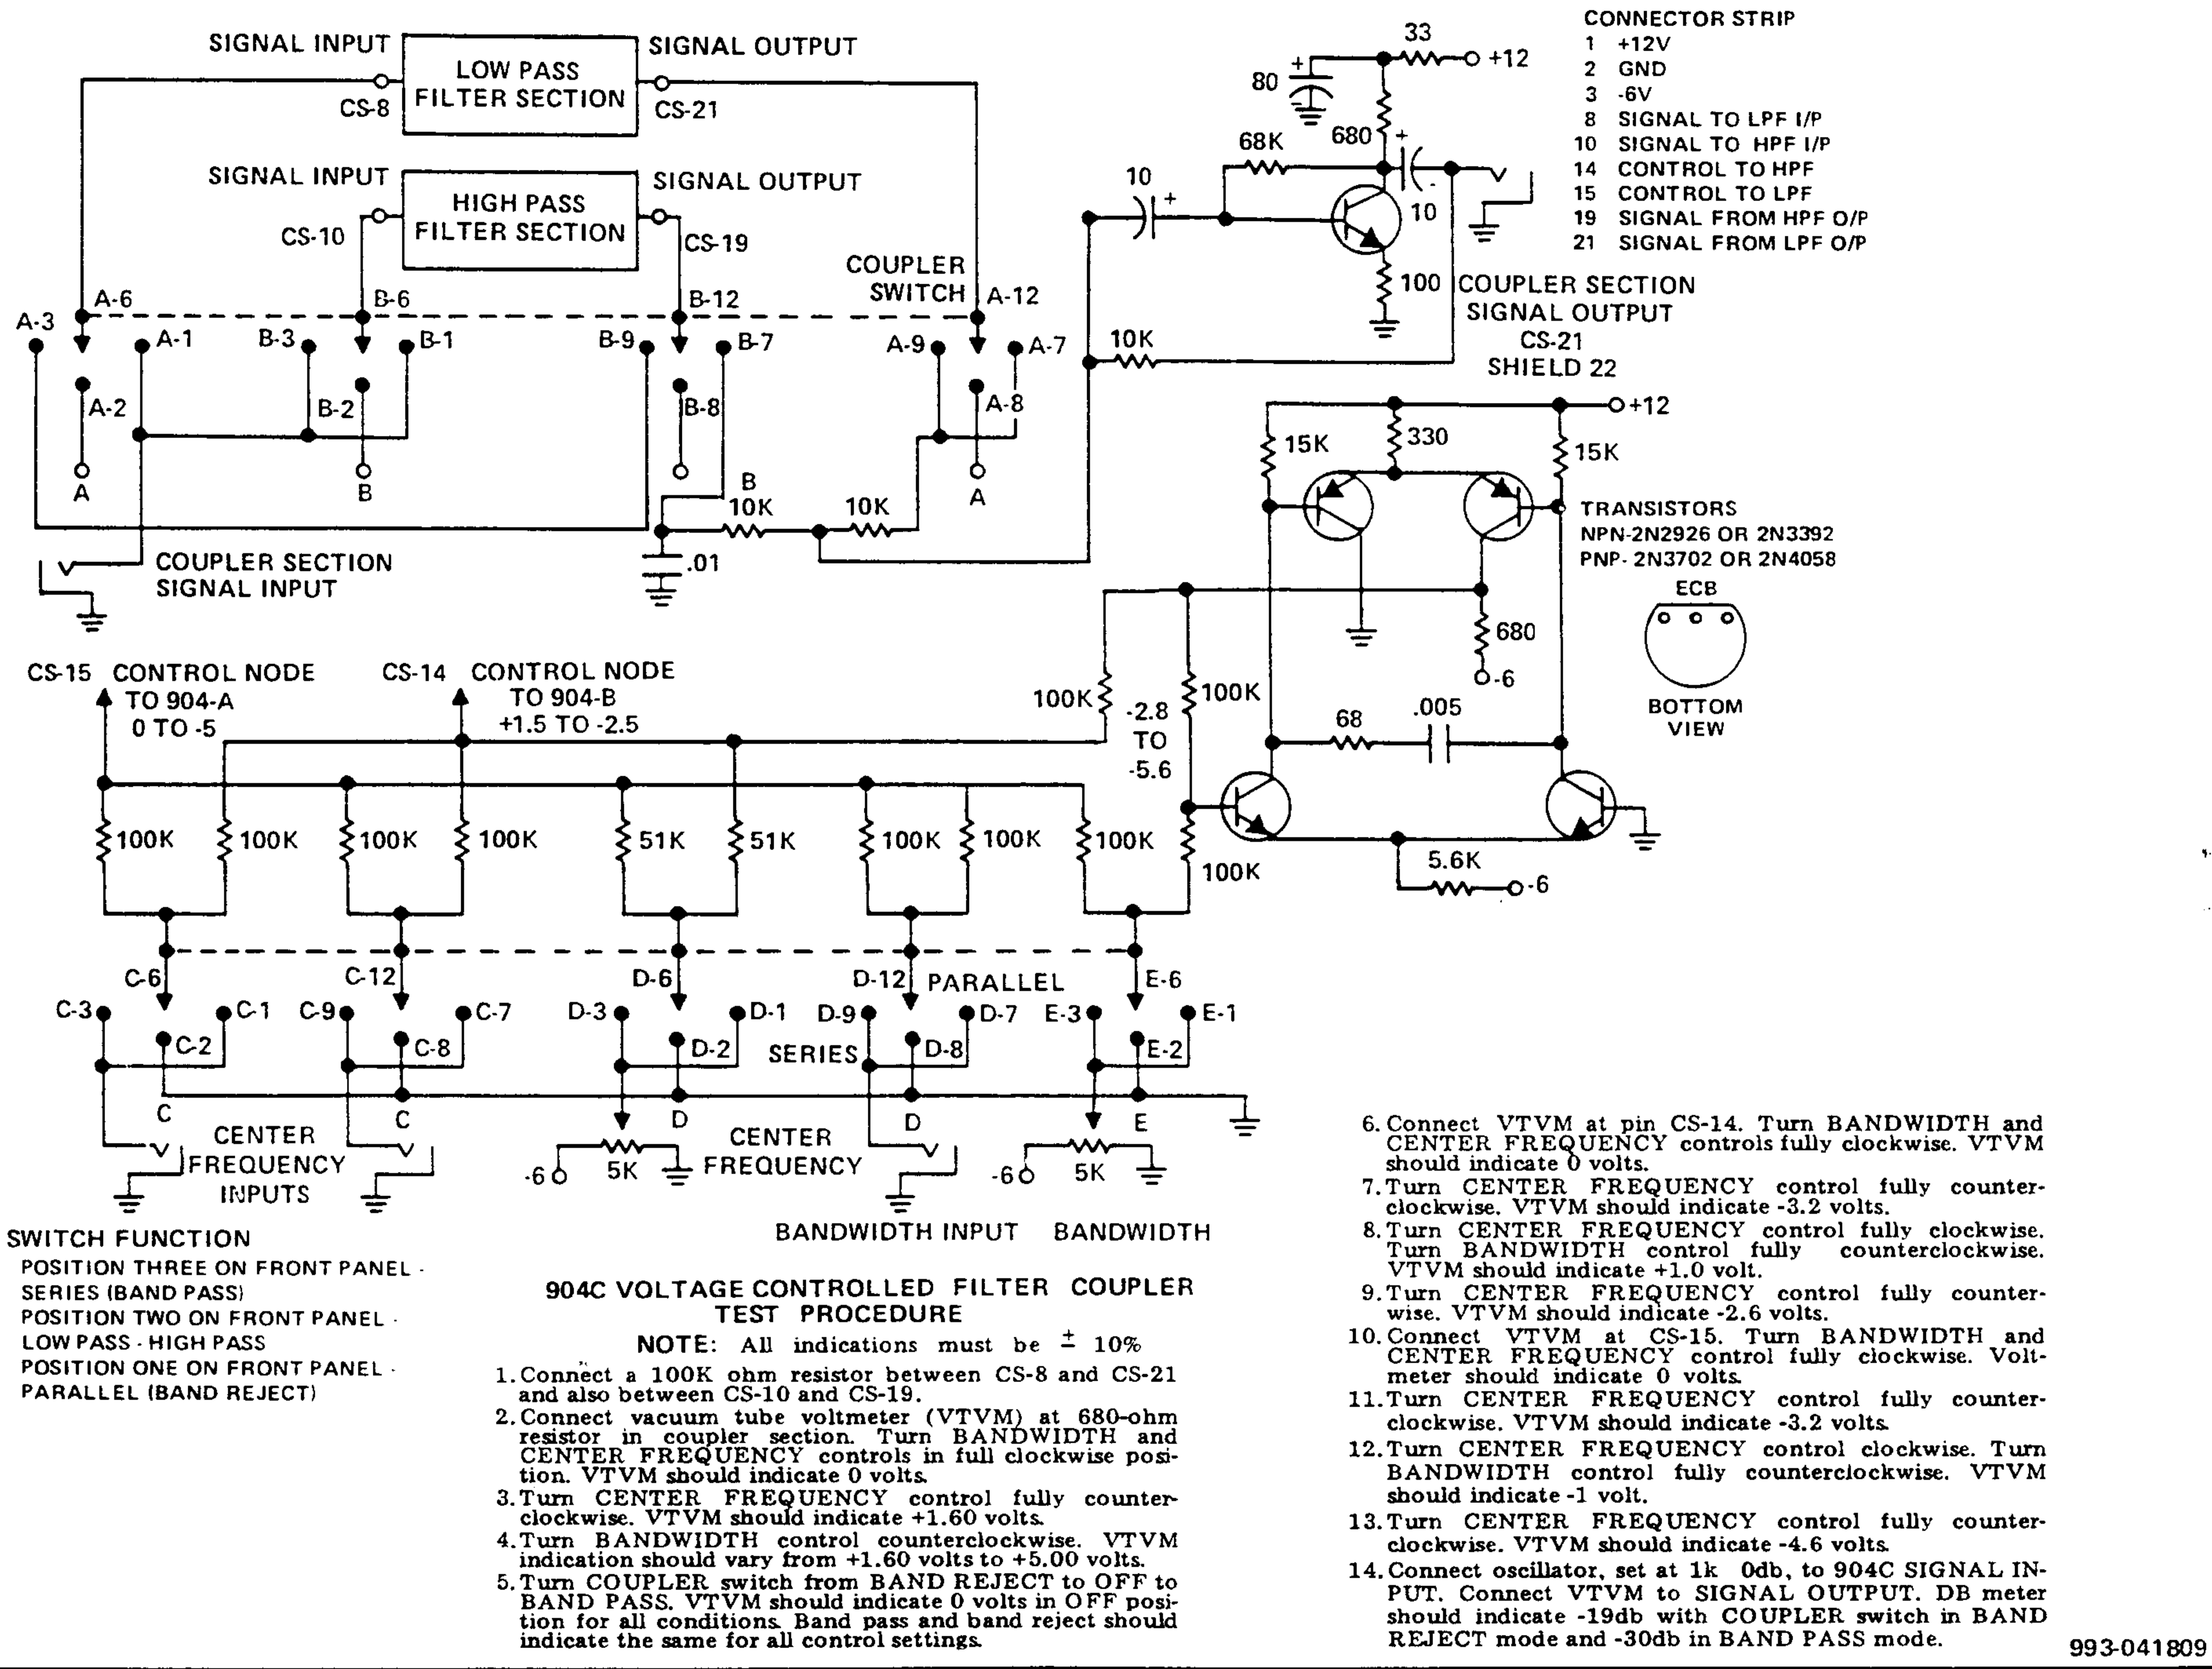 SIGNAL INPUT
LOW PASS
FILTER SECTION
SIGNAL OUTPUT
CS-8
CS-21
SIGNAL INPUT
HIGH PASS
FILTER SECTION
SIGNAL OUTPUT
CS-10
CS-19
COUPLER
SWITCH
A-3
A-6
A-1
B-3
B-6
B-1
B-9
B-12
B-7
A-9
A-12
A-7
A-2
B-2
B-8
A-8
A
B
B
A
10K
10K
.01
COUPLER SECTION
SIGNAL INPUT
33
+12
+
80
680
+
68K
10
+
-
10
100
10K
COUPLER SECTION
SIGNAL OUTPUT
CS-21
SHIELD 22
CONNECTOR STRIP
1 +12V
2 GND
3 -6V
8 SIGNAL TO LPF I/P
10 SIGNAL TO HPF I/P
14 CONTROL TO HPF
15 CONTROL TO LPF
19 SIGNAL FROM HPF O/P
21 SIGNAL FROM LPF O/P
+12
15K
330
15K
TRANSISTORS
NPN-2N2926 OR 2N3392
PNP- 2N3702 OR 2N4058
ECB
BOTTOM
VIEW
680
-6
100K
-2.8
TO
-5.6
100K
68
.005
100K
5.6K
-6
CS-15 CONTROL NODE
TO 904-A
0 TO -5
CS-14 CONTROL NODE
TO 904-B
+1.5 TO -2.5
100K
100K
100K
100K
51K
51K
100K
100K
100K
C-6
C-12
D-6
D-12
PARALLEL
E-6
C-3
C-1
C-9
C-7
D-3
D-1
D-9
D-7
E-3
E-1
C-2
C-8
D-2
SERIES
D-8
E-2
C
C
D
D
E
CENTER
FREQUENCY
INPUTS
-6
5K
CENTER
FREQUENCY
-6
5K
BANDWIDTH INPUT
BANDWIDTH
SWITCH FUNCTION
POSITION THREE ON FRONT PANEL -
SERIES (BAND PASS)
POSITION TWO ON FRONT PANEL -
LOW PASS - HIGH PASS
POSITION ONE ON FRONT PANEL -
PARALLEL (BAND REJECT)
904C VOLTAGE CONTROLLED FILTER COUPLER
TEST PROCEDURE
NOTE: All indications must be ± 10%
1. Connect a 100K ohm resistor between CS-8 and CS-21
and also between CS-10 and CS-19.
2. Connect vacuum tube voltmeter (VTVM) at 680-ohm
resistor in coupler section. Turn BANDWIDTH and
CENTER FREQUENCY controls in full clockwise posi-
tion. VTVM should indicate 0 volts.
3. Turn CENTER FREQUENCY control fully counter-
clockwise. VTVM should indicate +1.60 volts.
4. Turn BANDWIDTH control counterclockwise. VTVM
indication should vary from +1.60 volts to +5.00 volts.
5. Turn COUPLER switch from BAND REJECT to OFF to
BAND PASS. VTVM should indicate 0 volts in OFF posi-
tion for all conditions. Band pass and band reject should
indicate the same for all control settings.
6. Connect VTVM at pin CS-14. Turn BANDWIDTH and
CENTER FREQUENCY controls fully clockwise. VTVM
should indicate 0 volts.
7. Turn CENTER FREQUENCY control fully counter-
clockwise. VTVM should indicate -3.2 volts.
8. Turn CENTER FREQUENCY control fully clockwise.
Turn BANDWIDTH control fully counterclockwise.
VTVM should indicate +1.0 volt.
9. Turn CENTER FREQUENCY control fully counter-
wise. VTVM should indicate -2.6 volts.
10. Connect VTVM at CS-15. Turn BANDWIDTH and
CENTER FREQUENCY control fully clockwise. Volt-
meter should indicate 0 volts.
11. Turn CENTER FREQUENCY control fully counter-
clockwise. VTVM should indicate -3.2 volts.
12. Turn CENTER FREQUENCY control clockwise. Turn
BANDWIDTH control fully counterclockwise. VTVM
should indicate -1 volt.
13. Turn CENTER FREQUENCY control fully counter-
clockwise. VTVM should indicate -4.6 volts.
14. Connect oscillator, set at 1k 0db, to 904C SIGNAL IN-
PUT. Connect VTVM to SIGNAL OUTPUT. DB meter
should indicate -19db with COUPLER switch in BAND
REJECT mode and -30db in BAND PASS mode.
993-041809